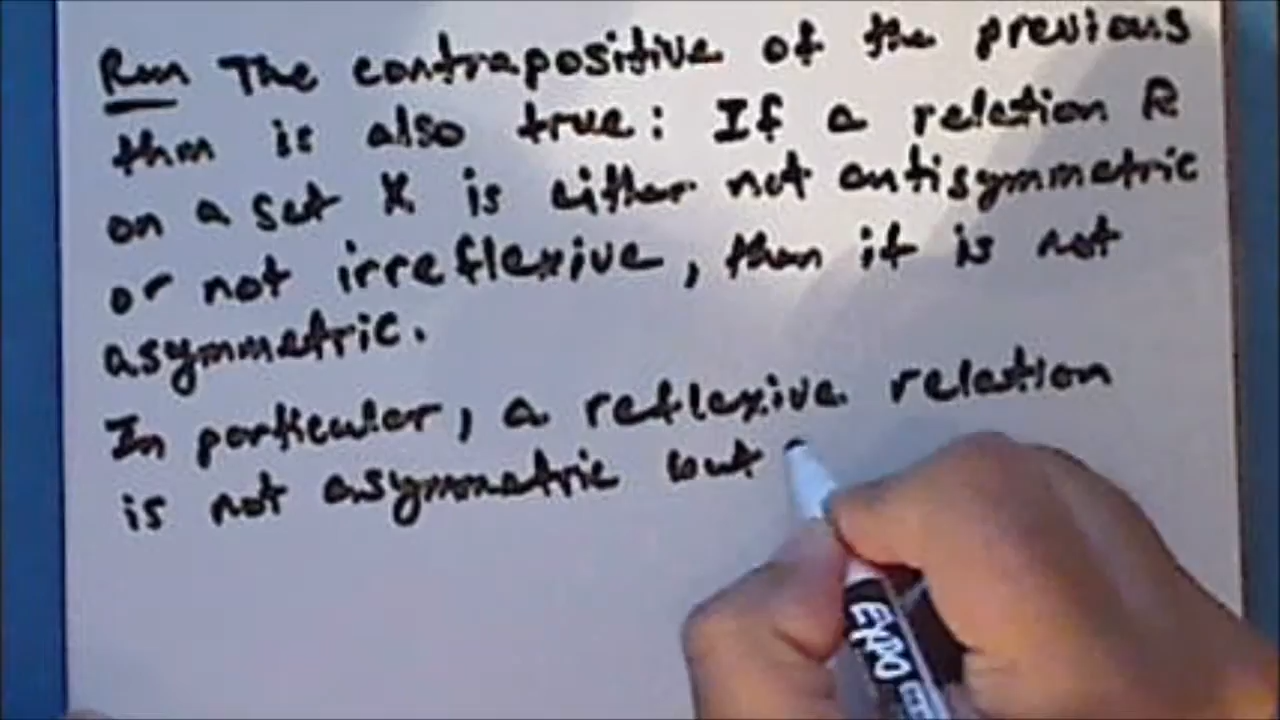 Rem The contrapositive of the previous
thm is also true: If a relation R
on a set X is either not antisymmetric
or not irreflexive, then it is not
asymmetric.
In particular, a reflexive relation
is not asymmetric but
EXPO